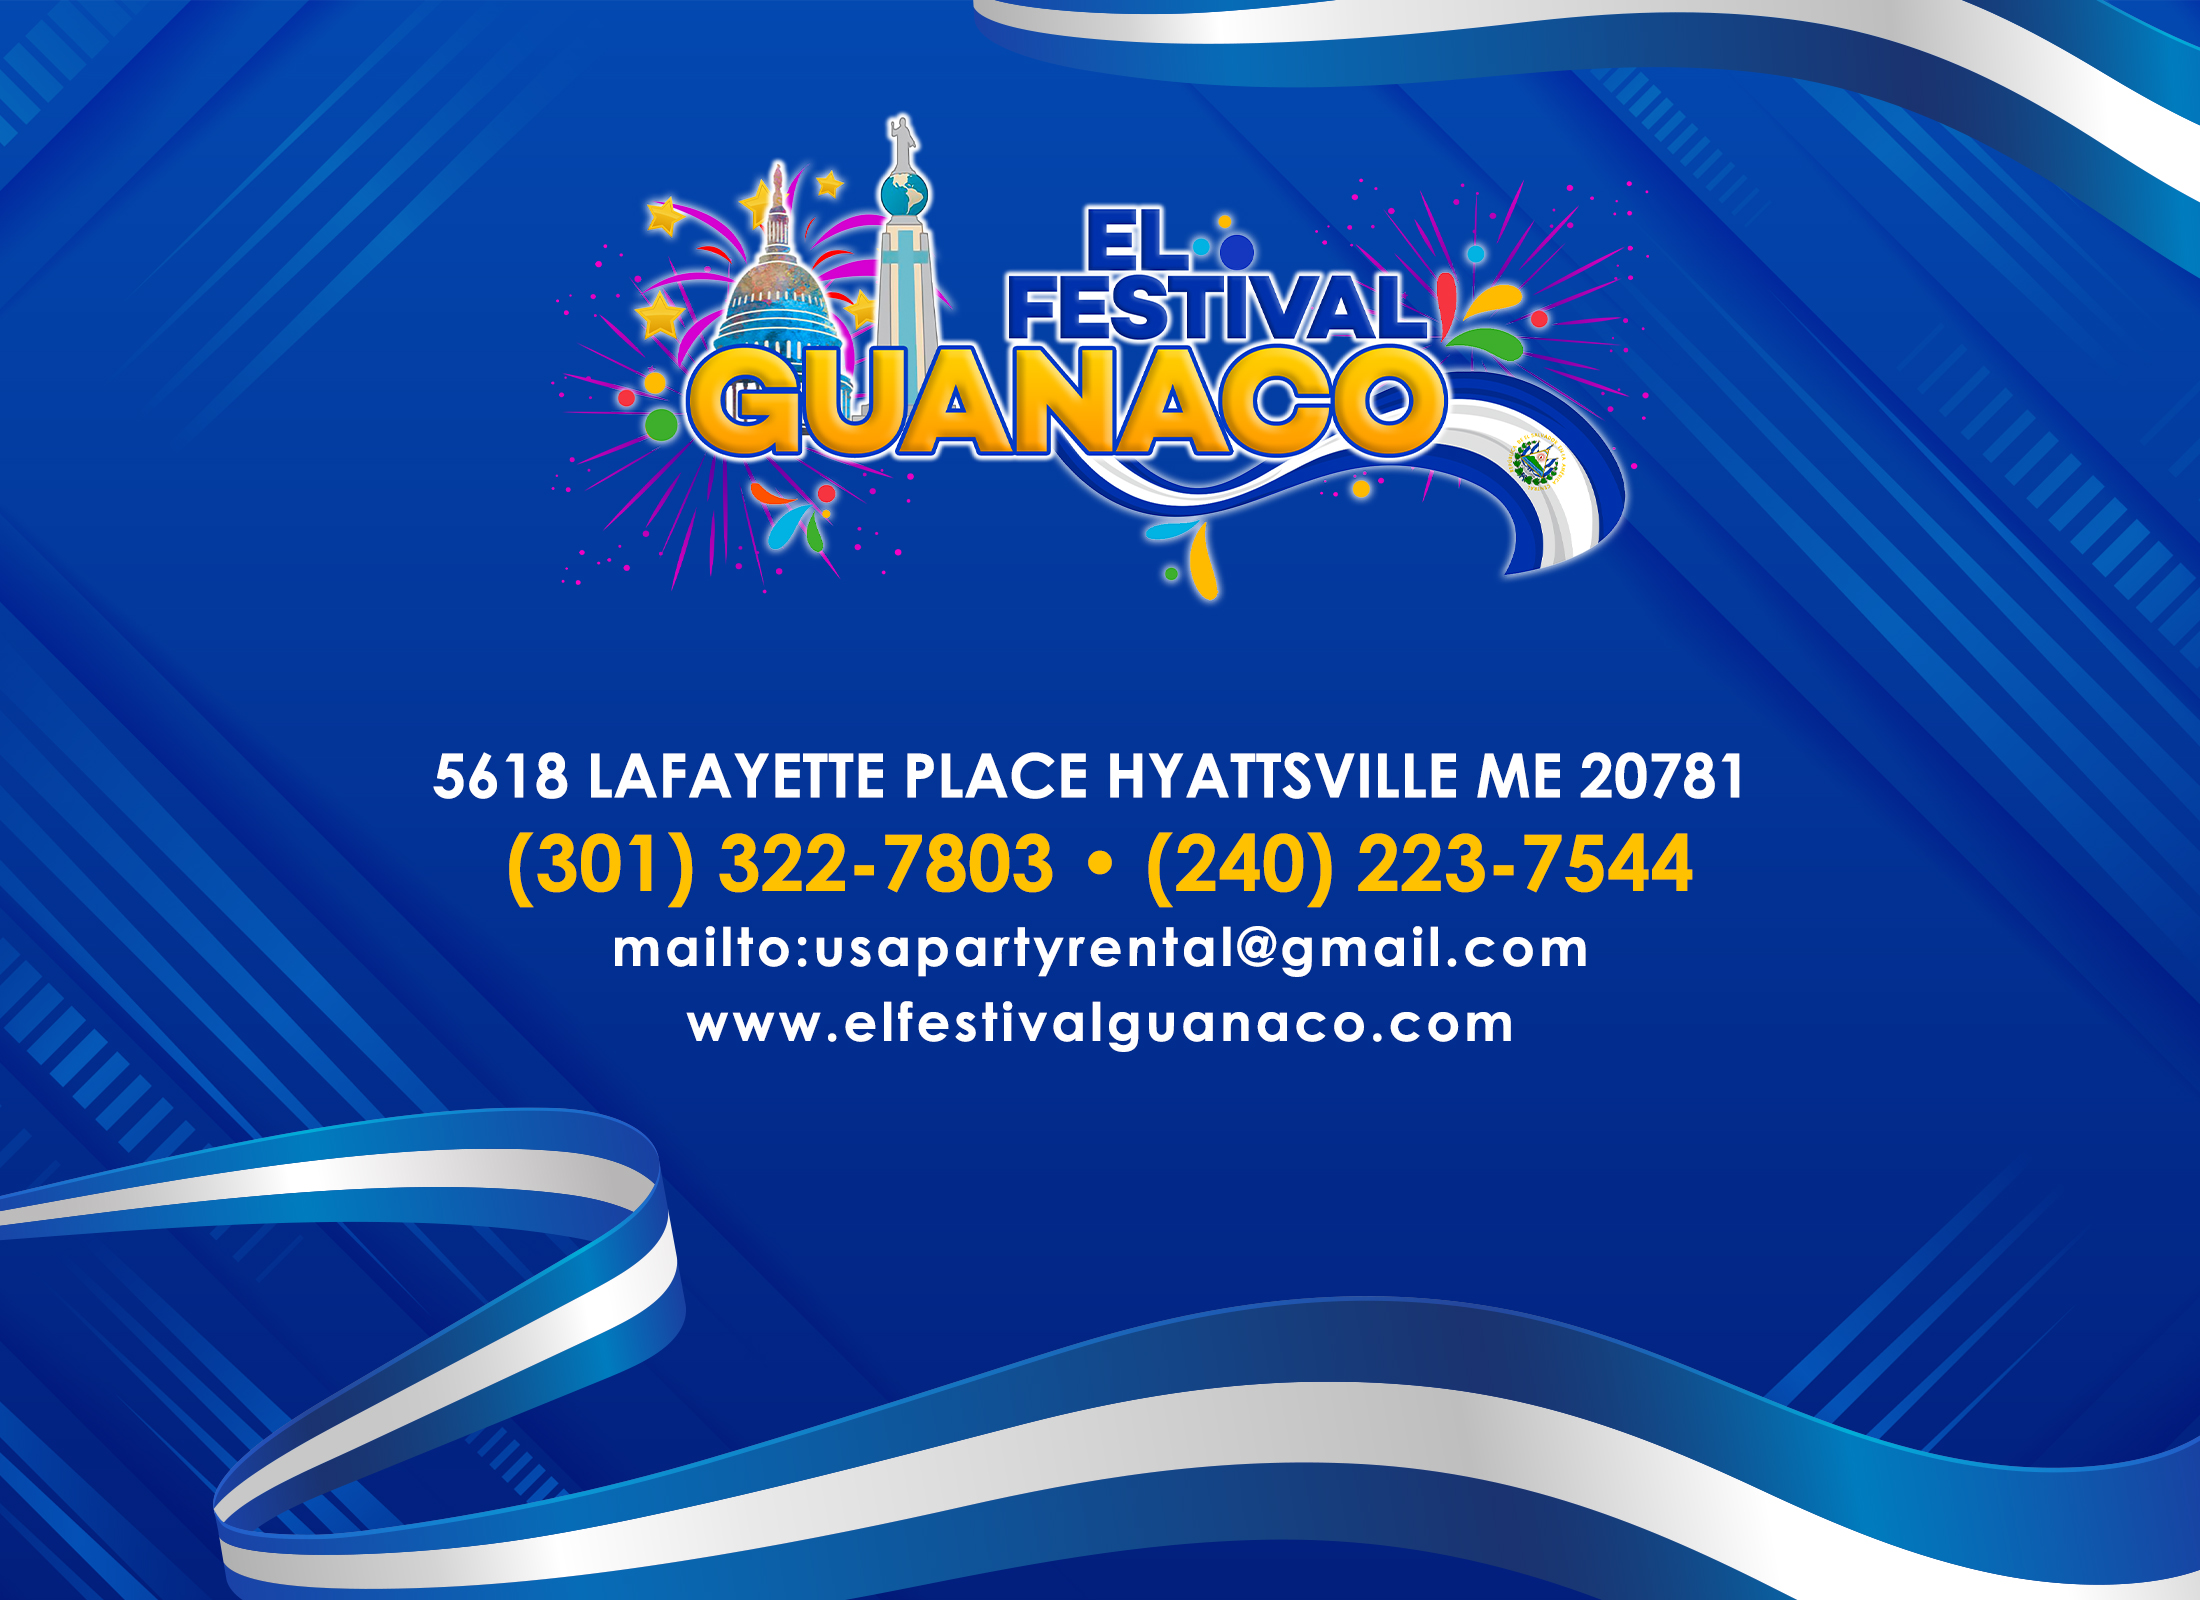 EL
FESTIVAL
GUANACO
5618 LAFAYETTE PLACE HYATTSVILLE ME 20781
(301) 322-7803 • (240) 223-7544
mailto:usapartyrental@gmail.com
www.elfestivalguanaco.com